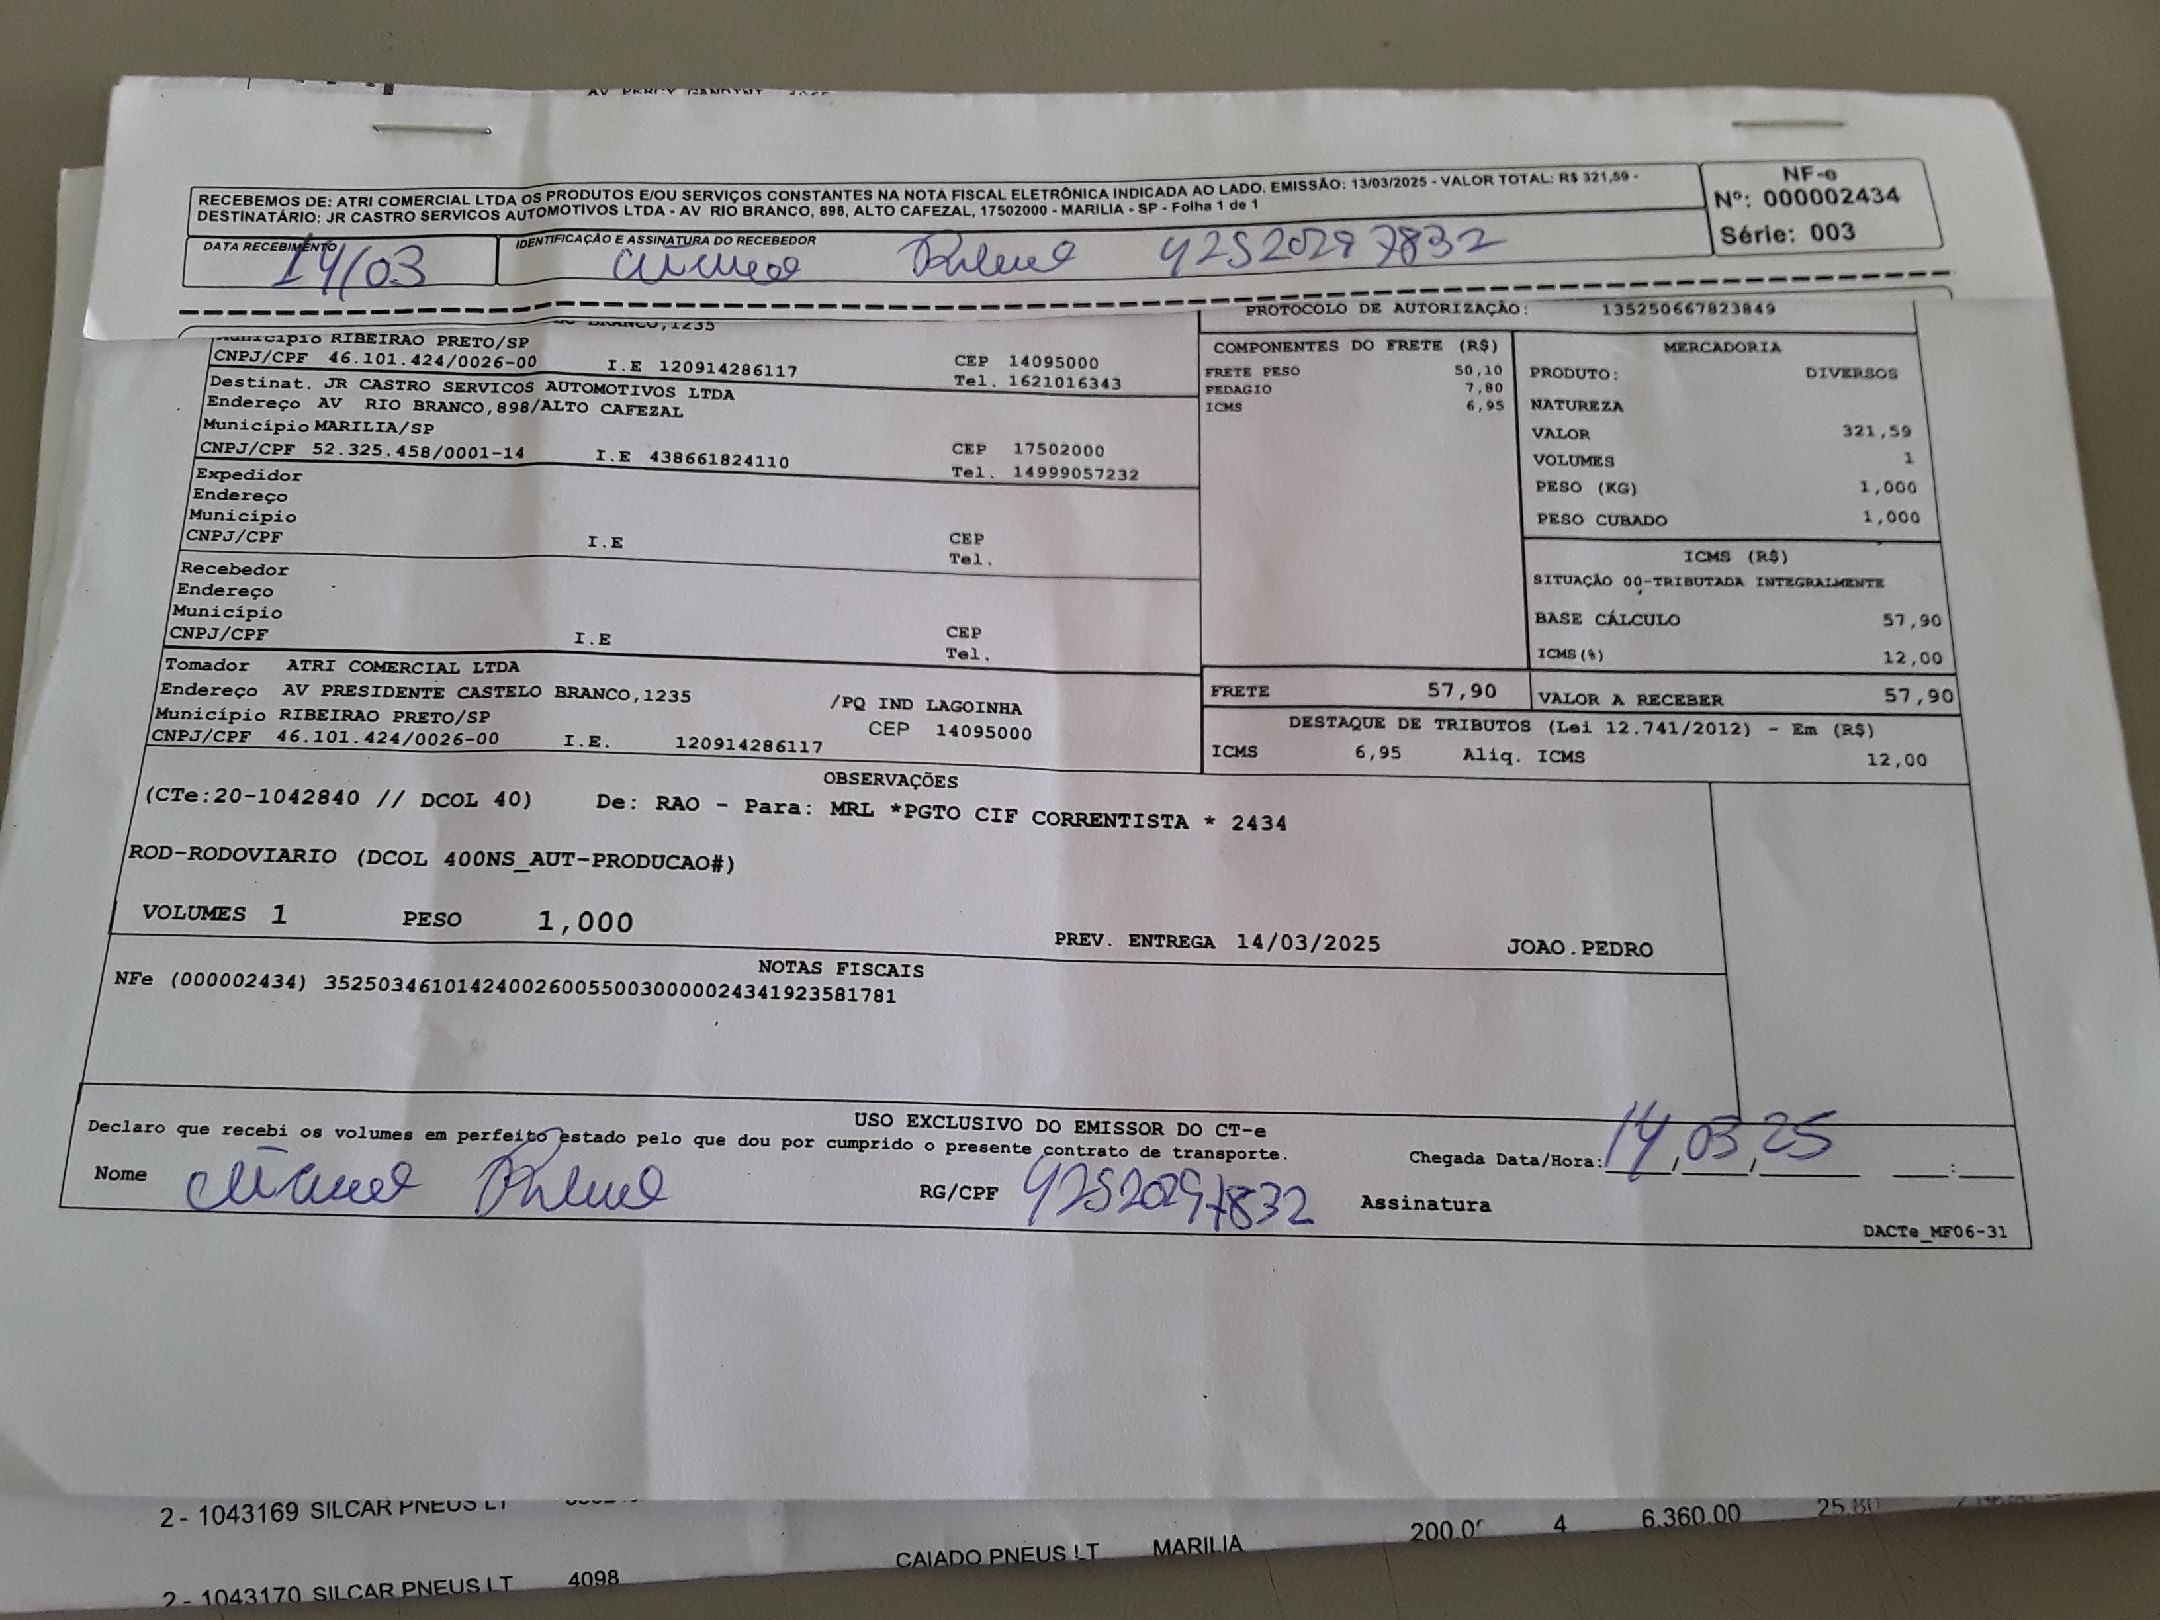 RECEBEMOS DE: ATRI COMERCIAL LTDA OS PRODUTOS E/OU SERVIÇOS CONSTANTES NA NOTA FISCAL ELETRÔNICA INDICADA AO LADO. EMISSÃO: 13/03/2025 - VALOR TOTAL: R$ 321,59 -
DESTINATÁRIO: JR CASTRO SERVICOS AUTOMOTIVOS LTDA - AV RIO BRANCO, 898, ALTO CAFEZAL, 17502000 - MARILIA - SP - Folha 1 de 1
NF-e
Nº: 000002434
Série: 003
DATA RECEBIMENTO
14/03
IDENTIFICAÇÃO E ASSINATURA DO RECEBEDOR
42520297832
BRANCO,1235
Município RIBEIRAO PRETO/SP
CNPJ/CPF 46.101.424/0026-00 I.E 120914286117 CEP 14095000
Tel. 1621016343
Destinat. JR CASTRO SERVICOS AUTOMOTIVOS LTDA
Endereço AV RIO BRANCO,898/ALTO CAFEZAL
Município MARILIA/SP
CNPJ/CPF 52.325.458/0001-14 I.E 438661824110 CEP 17502000
Tel. 14999057232
Expedidor
Endereço
Município
CNPJ/CPF I.E CEP
Tel.
Recebedor
Endereço
Município
CNPJ/CPF I.E CEP
Tel.
Tomador ATRI COMERCIAL LTDA
Endereço AV PRESIDENTE CASTELO BRANCO,1235 /PQ IND LAGOINHA
Município RIBEIRAO PRETO/SP CEP 14095000
CNPJ/CPF 46.101.424/0026-00 I.E. 120914286117
PROTOCOLO DE AUTORIZAÇÃO: 135250667823849
COMPONENTES DO FRETE (R$)
FRETE PESO 50,10
PEDAGIO 7,80
ICMS 6,95
MERCADORIA
PRODUTO: DIVERSOS
NATUREZA
VALOR 321,59
VOLUMES 1
PESO (KG) 1,000
PESO CUBADO 1,000
ICMS (R$)
SITUAÇÃO 00-TRIBUTADA INTEGRALMENTE
BASE CÁLCULO 57,90
ICMS(%) 12,00
FRETE 57,90
VALOR A RECEBER 57,90
DESTAQUE DE TRIBUTOS (Lei 12.741/2012) - Em (R$)
ICMS 6,95 Aliq. ICMS 12,00
OBSERVAÇÕES
(CTe:20-1042840 // DCOL 40) De: RAO - Para: MRL *PGTO CIF CORRENTISTA * 2434
ROD-RODOVIARIO (DCOL 400NS_AUT-PRODUCAO#)
VOLUMES 1 PESO 1,000
PREV. ENTREGA 14/03/2025 JOAO.PEDRO
NOTAS FISCAIS
NFe (000002434) 35250346101424002600550030000024341923581781
USO EXCLUSIVO DO EMISSOR DO CT-e
Declaro que recebi os volumes em perfeito estado pelo que dou por cumprido o presente contrato de transporte.
Chegada Data/Hora: 14,03,25 :
Nome RG/CPF 42520297832 Assinatura
DACTe_MF06-31
2 - 1043169 SILCAR PNEUS LT
CAIADO PNEUS LT MARILIA 4 6.360.00 25.80
2 - 1043170 SILCAR PNEUS LT 4098